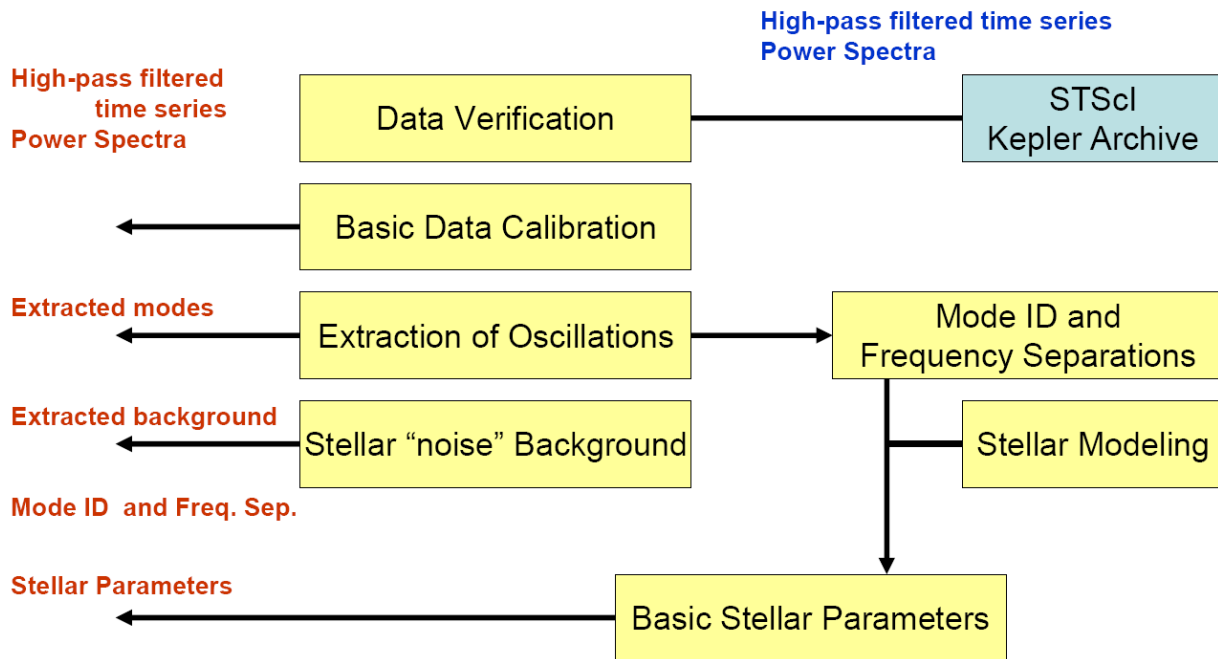 High-pass filtered time series
Power Spectra
High-pass filtered
time series
Power Spectra
Data Verification
STScI
Kepler Archive
Basic Data Calibration
Extracted modes
Extraction of Oscillations
Mode ID and
Frequency Separations
Extracted background
Stellar “noise” Background
Stellar Modeling
Mode ID and Freq. Sep.
Stellar Parameters
Basic Stellar Parameters